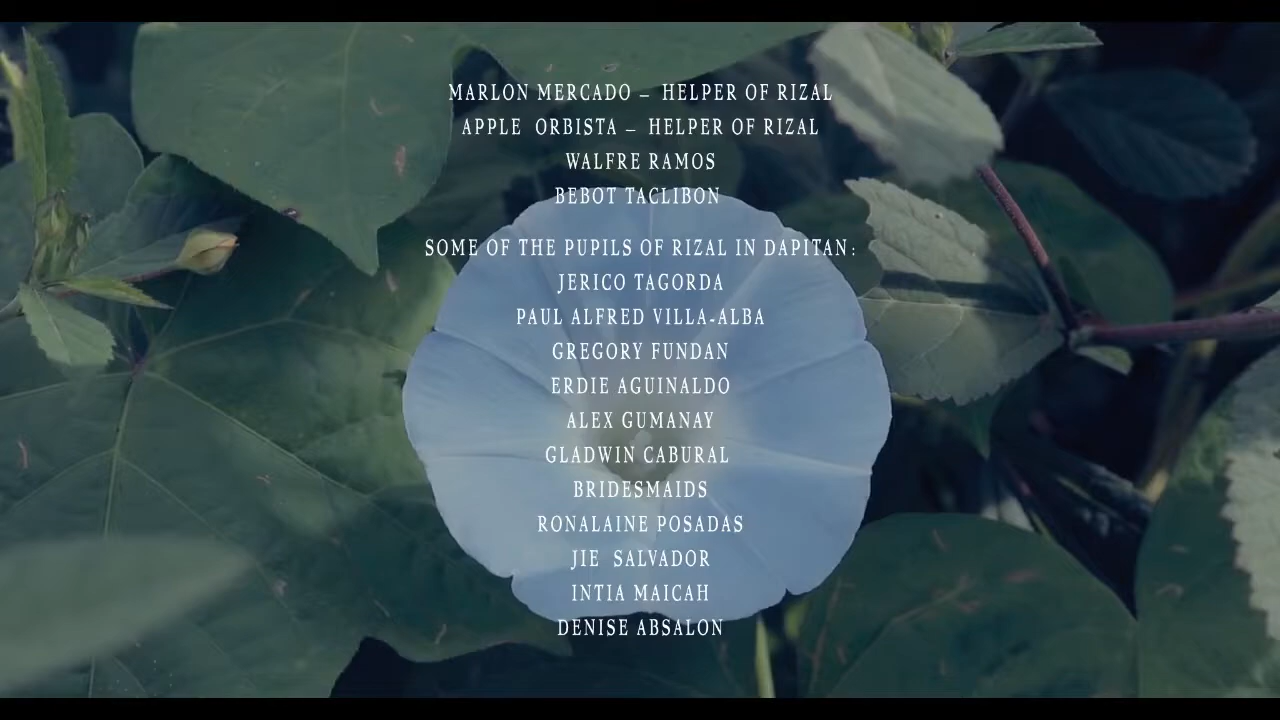 MARLON MERCADO – HELPER OF RIZAL
APPLE ORBISTA – HELPER OF RIZAL
WALFRE RAMOS
BEBOT TACLIBON
SOME OF THE PUPILS OF RIZAL IN DAPITAN:
JERICO TAGORDA
PAUL ALFRED VILLA-ALBA
GREGORY FUNDAN
ERDIE AGUINALDO
ALEX GUMANAY
GLADWIN CABURAL
BRIDESMAIDS
RONALAINE POSADAS
JIE SALVADOR
INTIA MAICAH
DENISE ABSALON